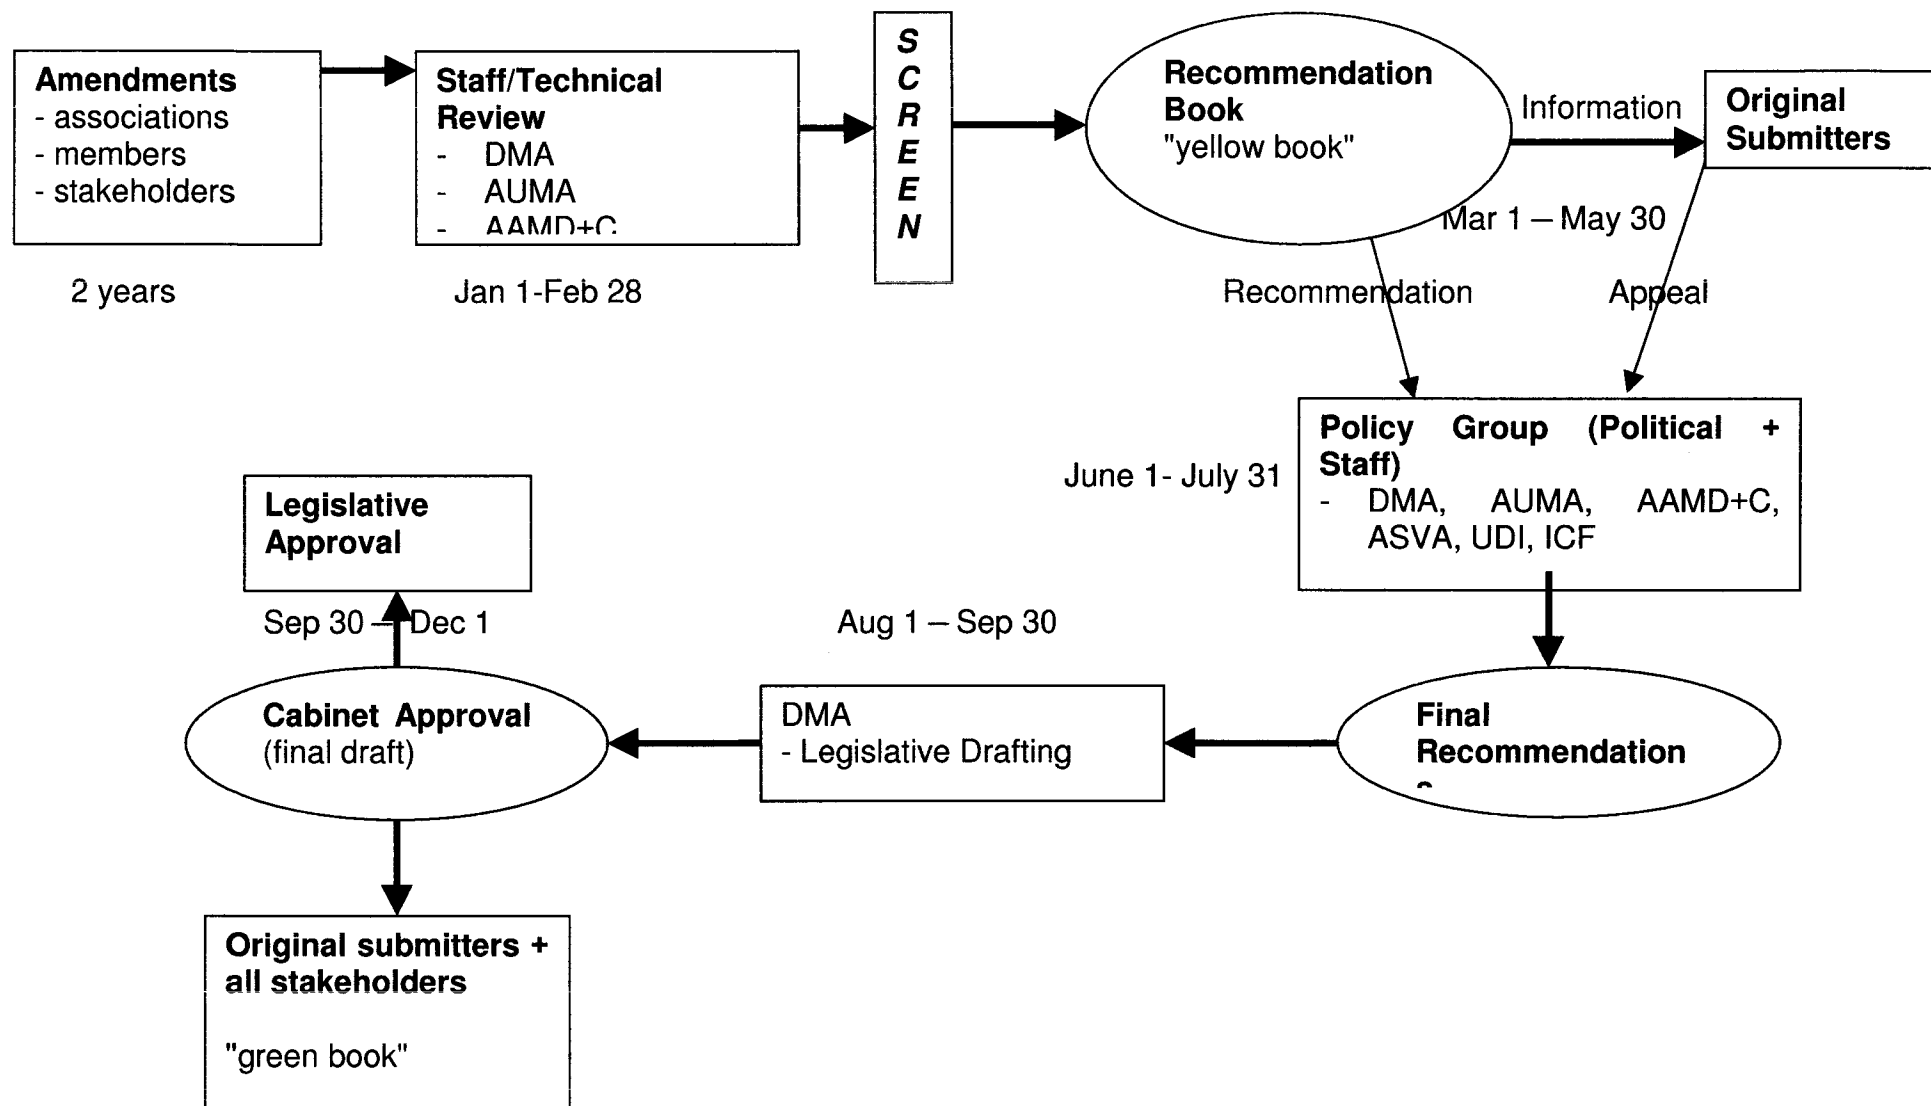 Amendments
- associations
- members
- stakeholders
2 years
Staff/Technical
Review
- DMA
- AUMA
- AAMD+C
Jan 1-Feb 28
S
C
R
E
E
N
Recommendation
Book
"yellow book"
Information
Original
Submitters
Mar 1 – May 30
Recommendation
Appeal
Policy Group (Political +
Staff)
- DMA, AUMA, AAMD+C,
ASVA, UDI, ICF
June 1- July 31
Final
Recommendation
s
Aug 1 – Sep 30
DMA
- Legislative Drafting
Cabinet Approval
(final draft)
Sep 30 – Dec 1
Legislative
Approval
Original submitters +
all stakeholders
"green book"